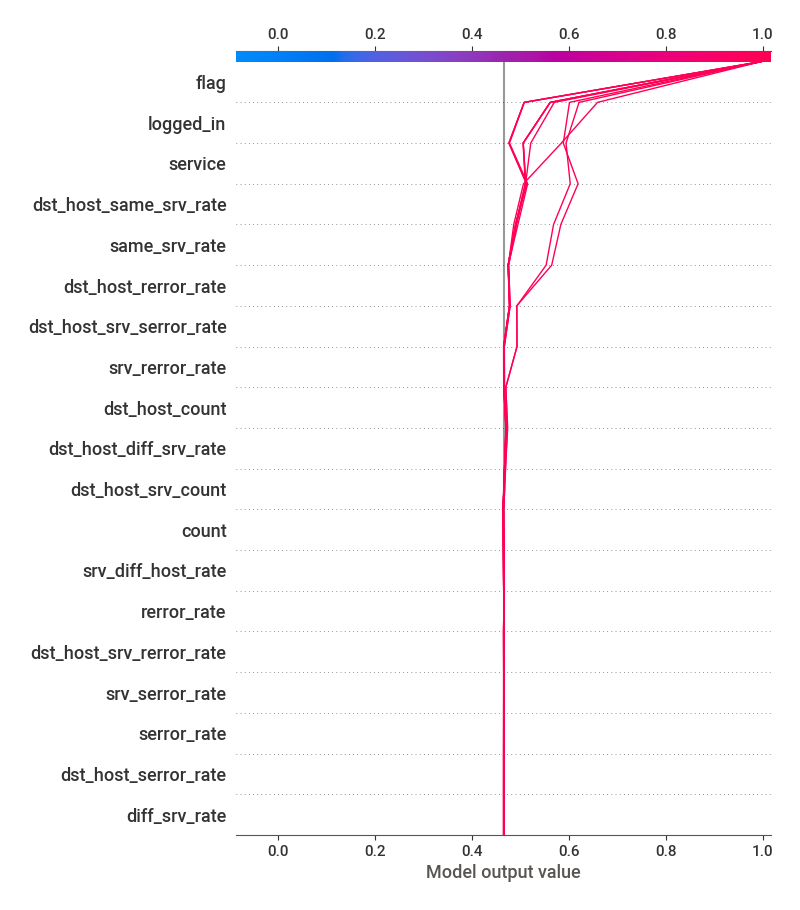 0.0 0.2 0.4 0.6 0.8 1.0
flag
logged_in
service
dst_host_same_srv_rate
same_srv_rate
dst_host_rerror_rate
dst_host_srv_serror_rate
srv_rerror_rate
dst_host_count
dst_host_diff_srv_rate
dst_host_srv_count
count
srv_diff_host_rate
rerror_rate
dst_host_srv_rerror_rate
srv_serror_rate
serror_rate
dst_host_serror_rate
diff_srv_rate
0.0 0.2 0.4 0.6 0.8 1.0
Model output value